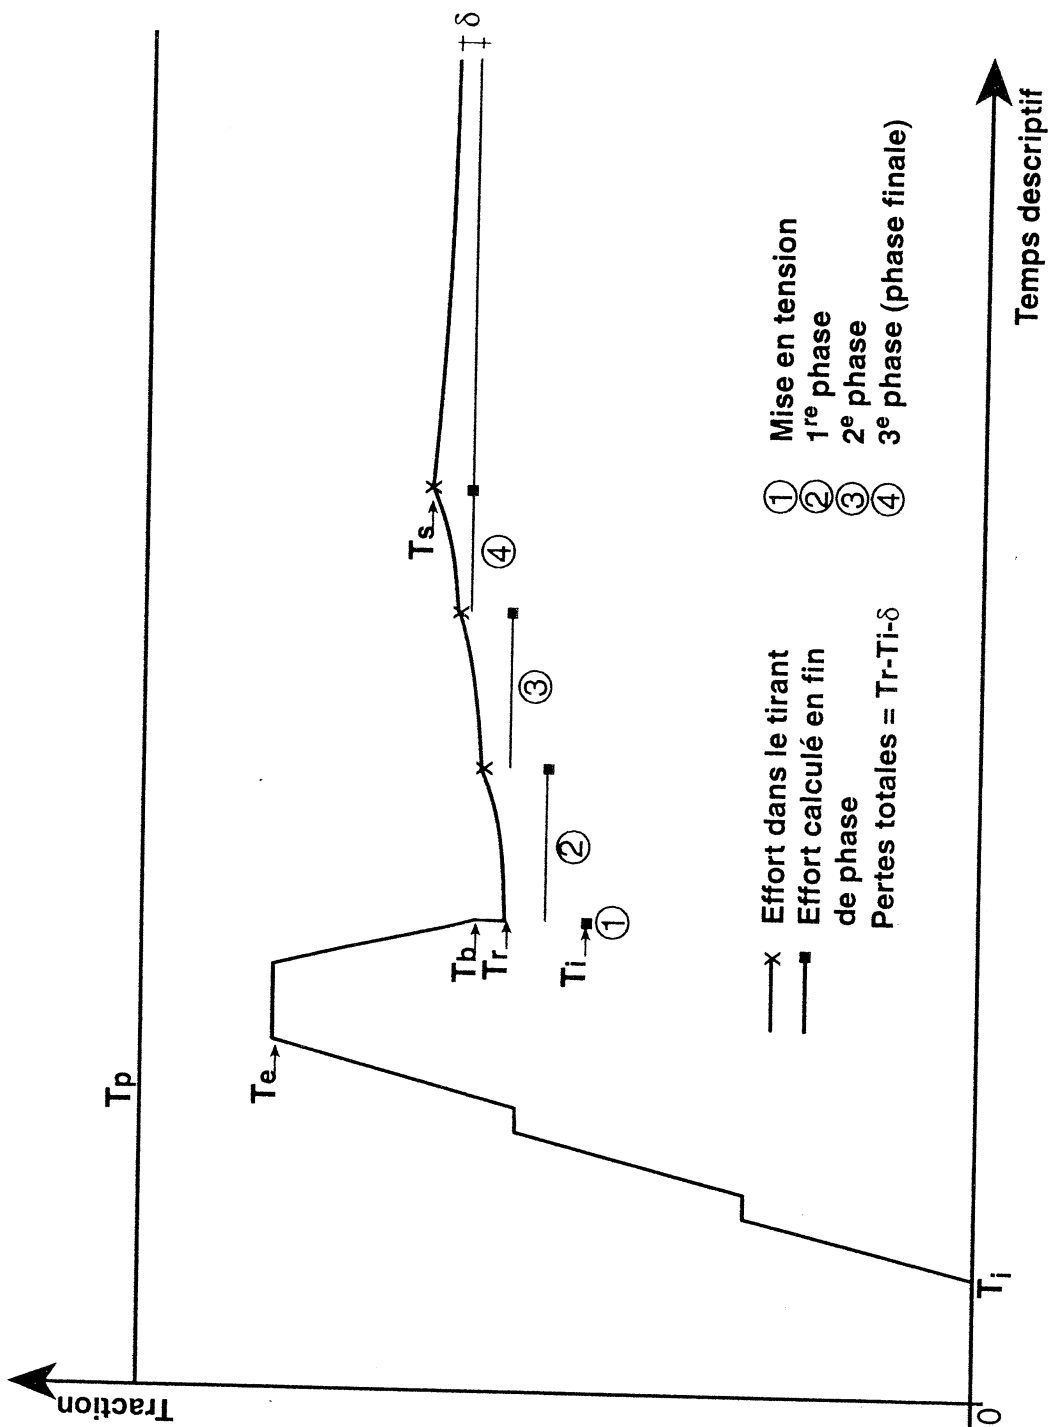 Traction
Tp
Te
Tb
Tr
Ti
①
②
③
④
Ts
δ
0
Ti
Temps descriptif
Effort dans le tirant
Effort calculé en fin
de phase
Pertes totales = Tr-Ti-δ
① Mise en tension
② 1re phase
③ 2e phase
④ 3e phase (phase finale)